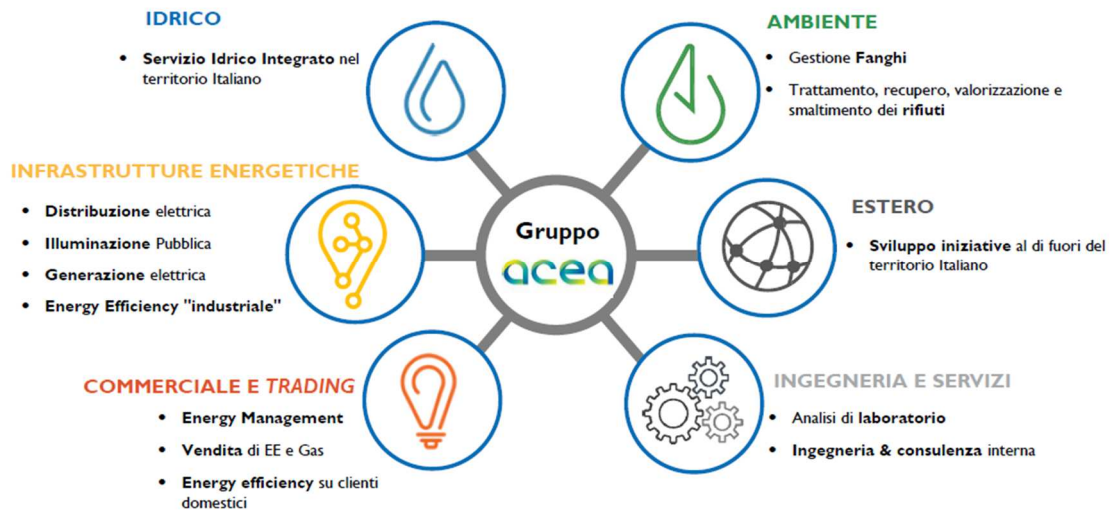 IDRICO
• Servizio Idrico Integrato nel
territorio Italiano
AMBIENTE
• Gestione Fanghi
• Trattamento, recupero, valorizzazione e
smaltimento dei rifiuti
INFRASTRUTTURE ENERGETICHE
• Distribuzione elettrica
• Illuminazione Pubblica
• Generazione elettrica
• Energy Efficiency "industriale"
Gruppo
acea
ESTERO
• Sviluppo iniziative al di fuori del
territorio Italiano
COMMERCIALE E TRADING
• Energy Management
• Vendita di EE e Gas
• Energy efficiency su clienti
domestici
INGEGNERIA E SERVIZI
• Analisi di laboratorio
• Ingegneria & consulenza interna